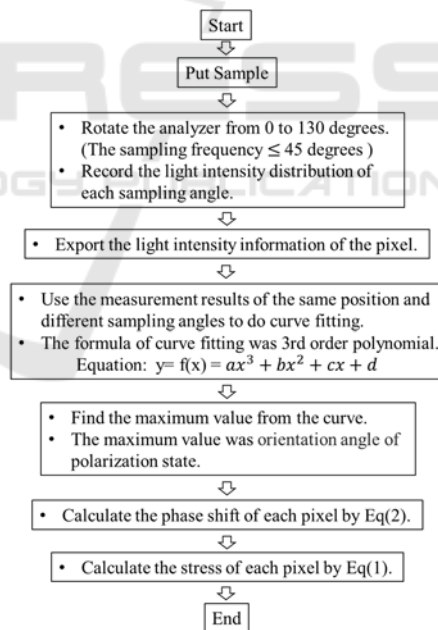 Start
Put Sample
• Rotate the analyzer from 0 to 130 degrees.
(The sampling frequency ≤ 45 degrees )
• Record the light intensity distribution of
each sampling angle.
• Export the light intensity information of the pixel.
• Use the measurement results of the same position and
different sampling angles to do curve fitting.
• The formula of curve fitting was 3rd order polynomial.
Equation: y= f(x) = ax³ + bx² + cx + d
• Find the maximum value from the curve.
• The maximum value was orientation angle of
polarization state.
• Calculate the phase shift of each pixel by Eq(2).
• Calculate the stress of each pixel by Eq(1).
End